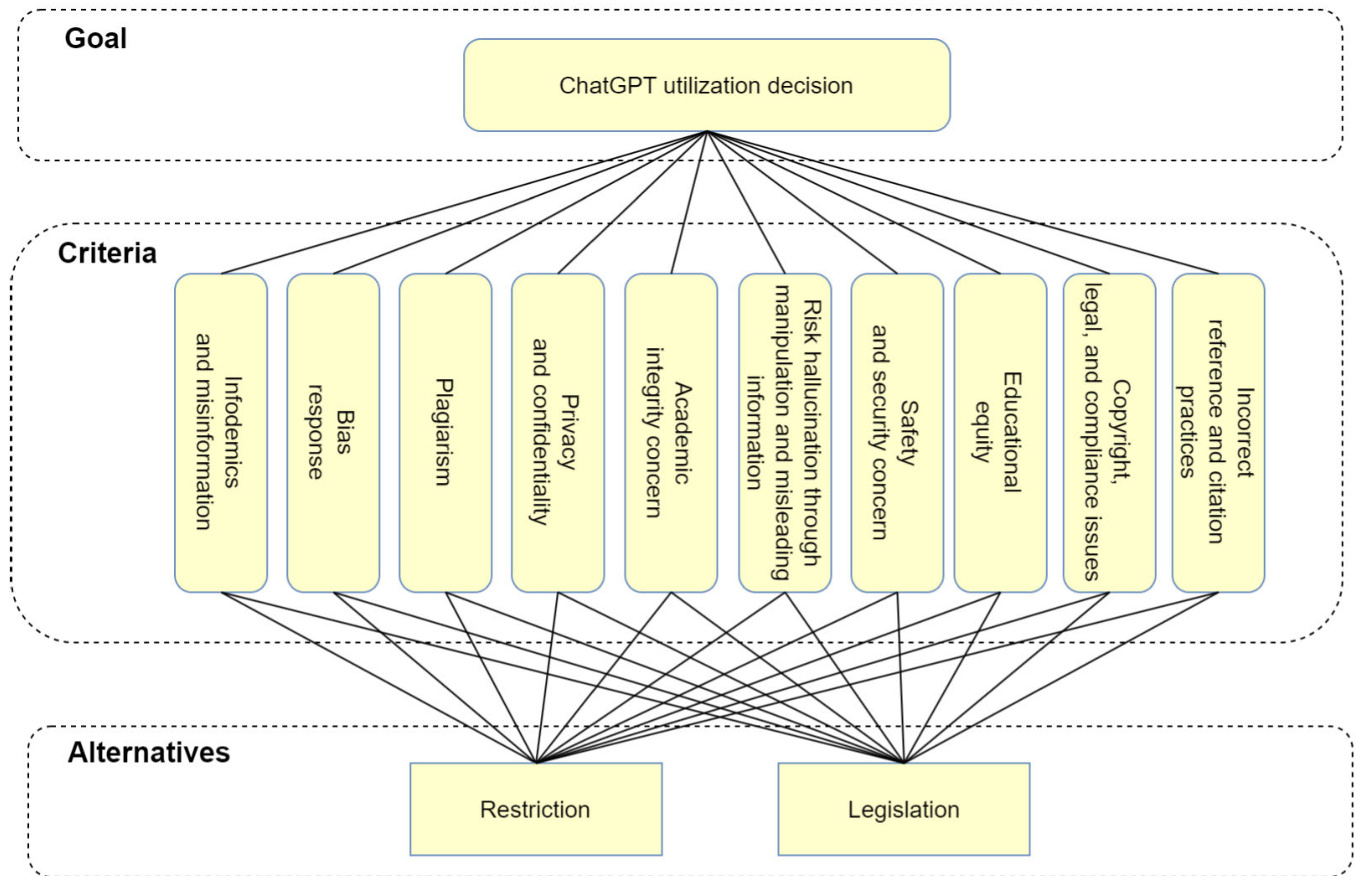 Goal
ChatGPT utilization decision
Criteria
Infodemics
and misinformation
Bias
response
Plagiarism
Privacy
and confidentiality
Academic
integrity concern
Risk hallucination through
manipulation and misleading
information
Safety
and security concern
Educational
equity
Copyright,
legal, and compliance issues
Incorrect
reference and citation
practices
Alternatives
Restriction
Legislation